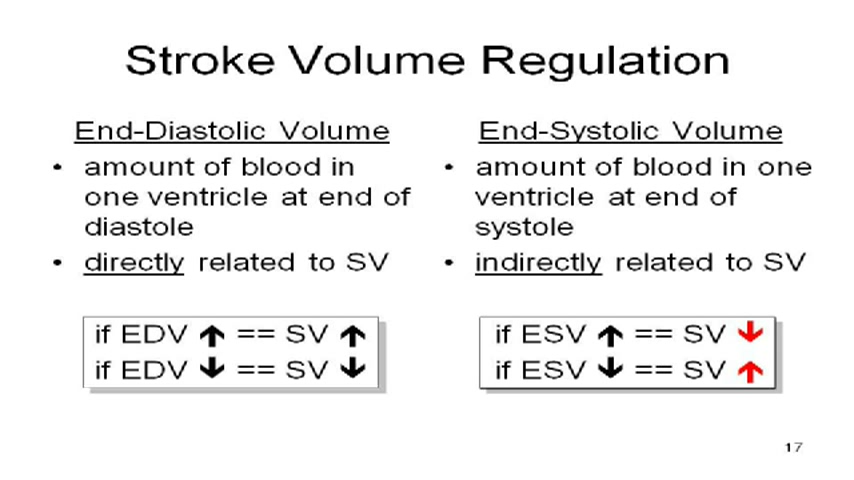 Stroke Volume Regulation
End-Diastolic Volume
• amount of blood in
one ventricle at end of
diastole
• directly related to SV
if EDV ↑ == SV ↑
if EDV ↓ == SV ↓
End-Systolic Volume
• amount of blood in one
ventricle at end of
systole
• indirectly related to SV
if ESV ↑ == SV ↓
if ESV ↓ == SV ↑
17